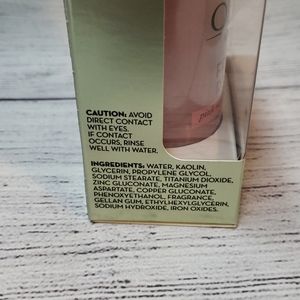 CAUTION: AVOID
DIRECT CONTACT
WITH EYES.
IF CONTACT
OCCURS, RINSE
WELL WITH WATER.
INGREDIENTS: WATER, KAOLIN,
GLYCERIN, PROPYLENE GLYCOL,
SODIUM STEARATE, TITANIUM DIOXIDE,
ZINC GLUCONATE, MAGNESIUM
ASPARTATE, COPPER GLUCONATE,
PHENOXYETHANOL, FRAGRANCE,
GELLAN GUM, ETHYLHEXYLGLYCERIN,
SODIUM HYDROXIDE, IRON OXIDES.